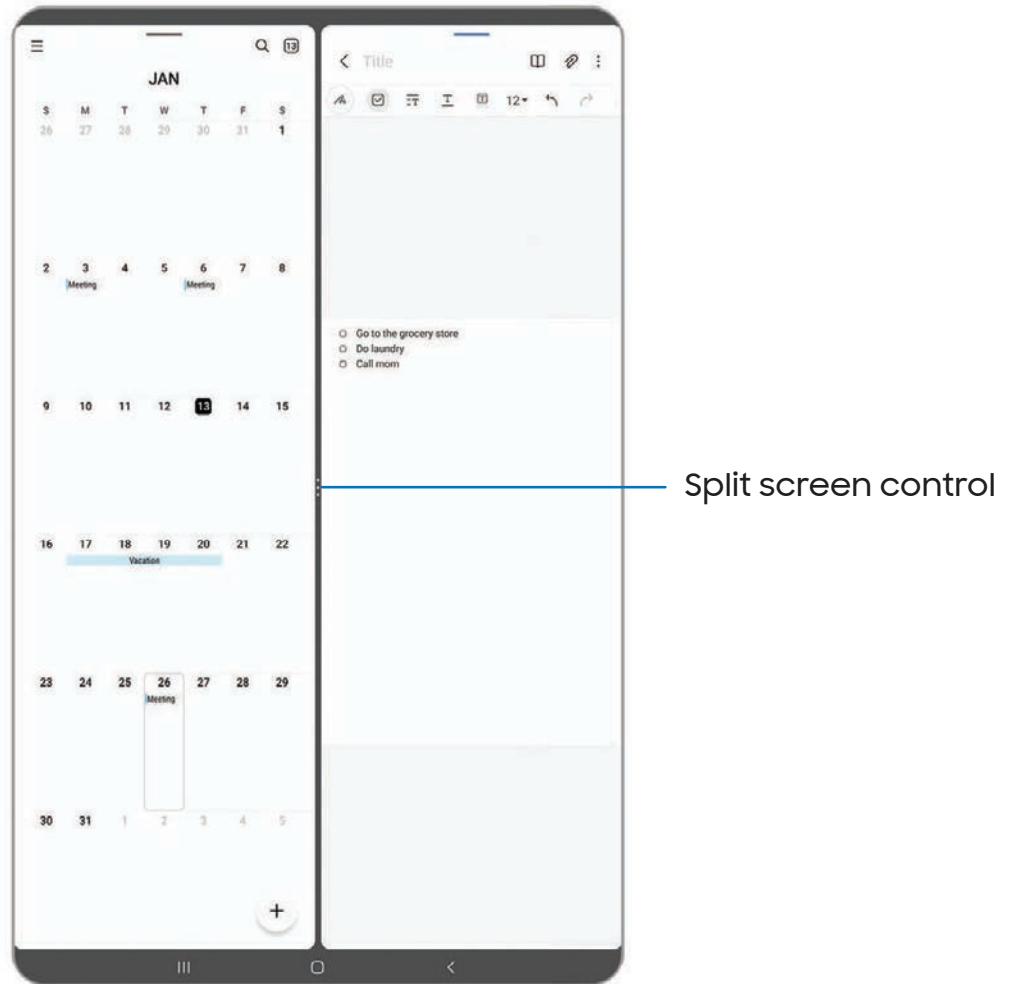 13
JAN
S M T W T F S
26 27 28 29 30 31 1
2 3 4 5 6 7 8
Meeting Meeting
9 10 11 12 13 14 15
16 17 18 19 20 21 22
Vacation
23 24 25 26 27 28 29
Meeting
30 31 1 2 3 4 5
Title
12
Go to the grocery store
Do laundry
Call mom
Split screen control